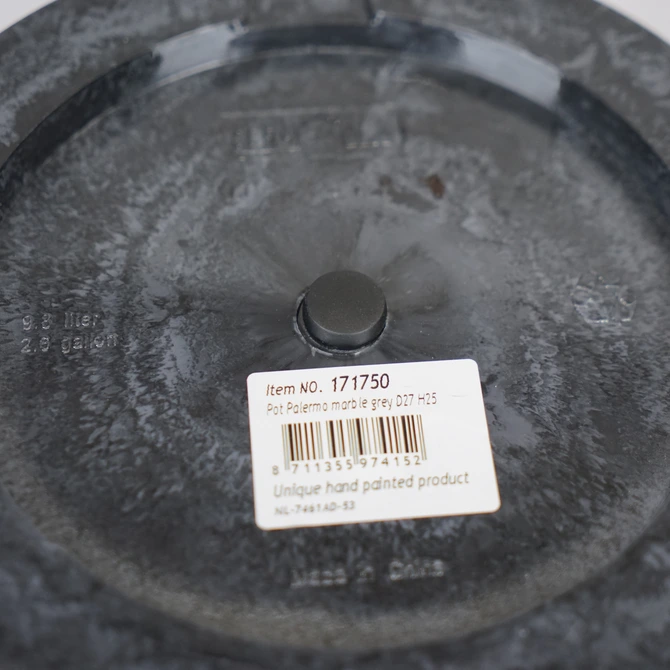 9.8 liter
2.9 gallon
Item NO. 171750
Pot Palermo marble grey D27 H25
8 711355 974152
Unique hand painted product
NL-7461AD-53
Made in China